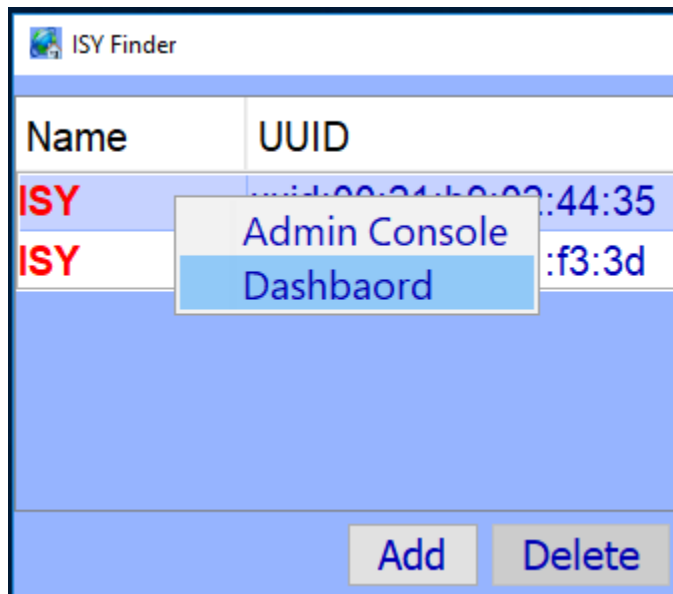 ISY Finder
Name UUID
ISY :44:35
Admin Console
ISY :f3:3d
Dashbaord
Add Delete